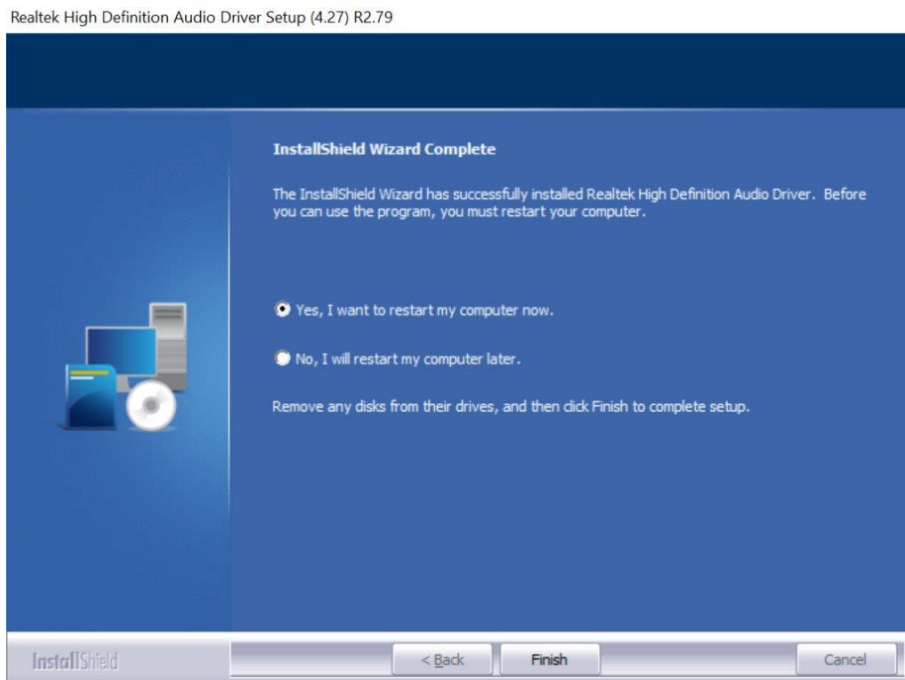 Realtek High Definition Audio Driver Setup (4.27) R2.79
InstallShield Wizard Complete
The InstallShield Wizard has successfully installed Realtek High Definition Audio Driver. Before
you can use the program, you must restart your computer.
Yes, I want to restart my computer now.
No, I will restart my computer later.
Remove any disks from their drives, and then click Finish to complete setup.
InstallShield
< Back
Finish
Cancel